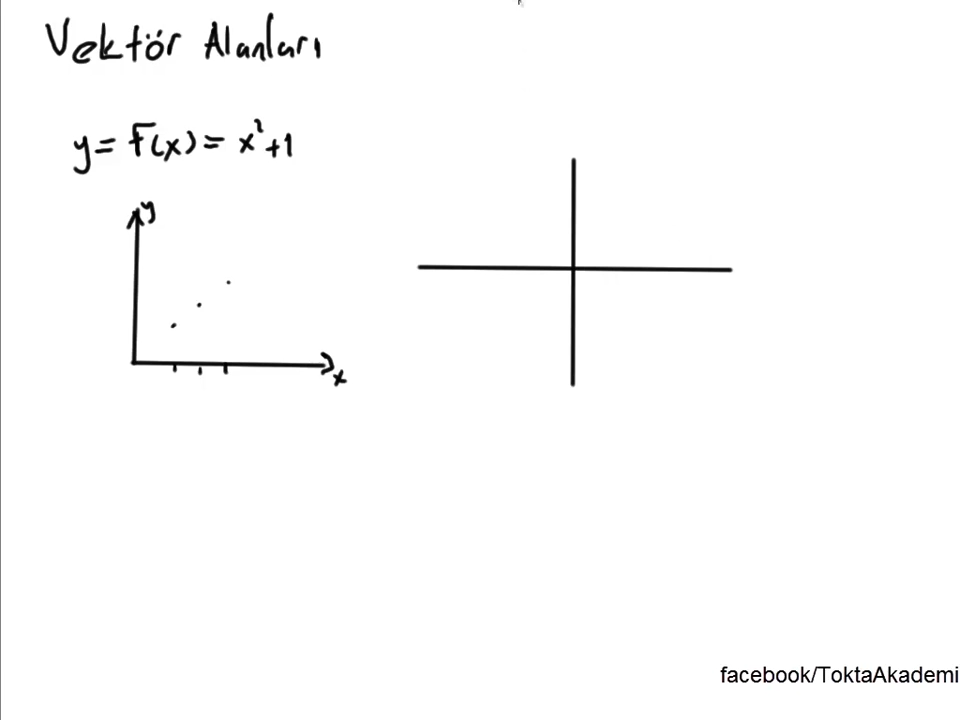 Vektör Alanları
y = F(x) = x²+1
y
x
facebook/ToktaAkademi